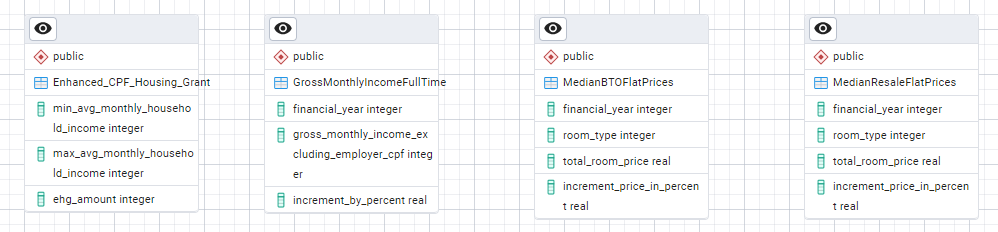 public
Enhanced_CPF_Housing_Grant
min_avg_monthly_househo
ld_income integer
max_avg_monthly_househo
ld_income integer
ehg_amount integer
public
GrossMonthlyIncomeFullTime
financial_year integer
gross_monthly_income_ex
cluding_employer_cpf integ
er
increment_by_percent real
public
MedianBTOFlatPrices
financial_year integer
room_type integer
total_room_price real
increment_price_in_percen
t real
public
MedianResaleFlatPrices
financial_year integer
room_type integer
total_room_price real
increment_price_in_percen
t real